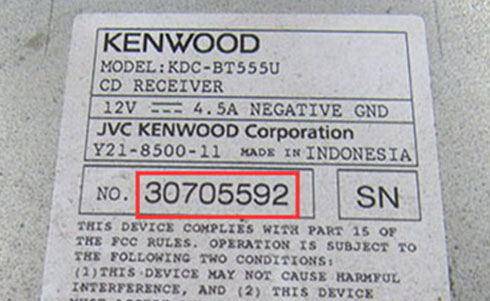 KENWOOD
MODEL:KDC-BT555U
CD RECEIVER
12V ⎓ 4.5A NEGATIVE GND
JVC KENWOOD Corporation
Y21-8500-11 MADE IN INDONESIA
NO. 30705592 SN
THIS DEVICE COMPLIES WITH PART 15 OF
THE FCC RULES. OPERATION IS SUBJECT TO
THE FOLLOWING TWO CONDITIONS:
(1)THIS DEVICE MAY NOT CAUSE HARMFUL
INTERFERENCE, AND (2) THIS DEVICE